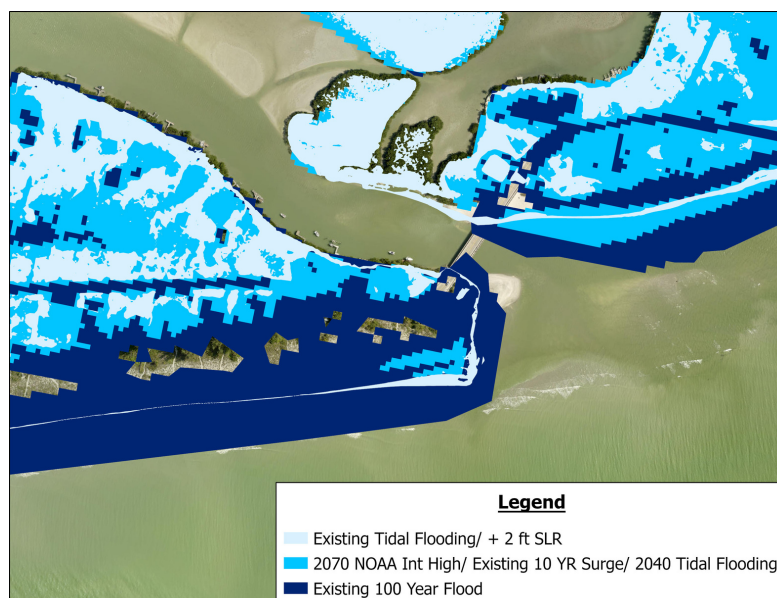 Legend
Existing Tidal Flooding/ + 2 ft SLR
2070 NOAA Int High/ Existing 10 YR Surge/ 2040 Tidal Flooding
Existing 100 Year Flood